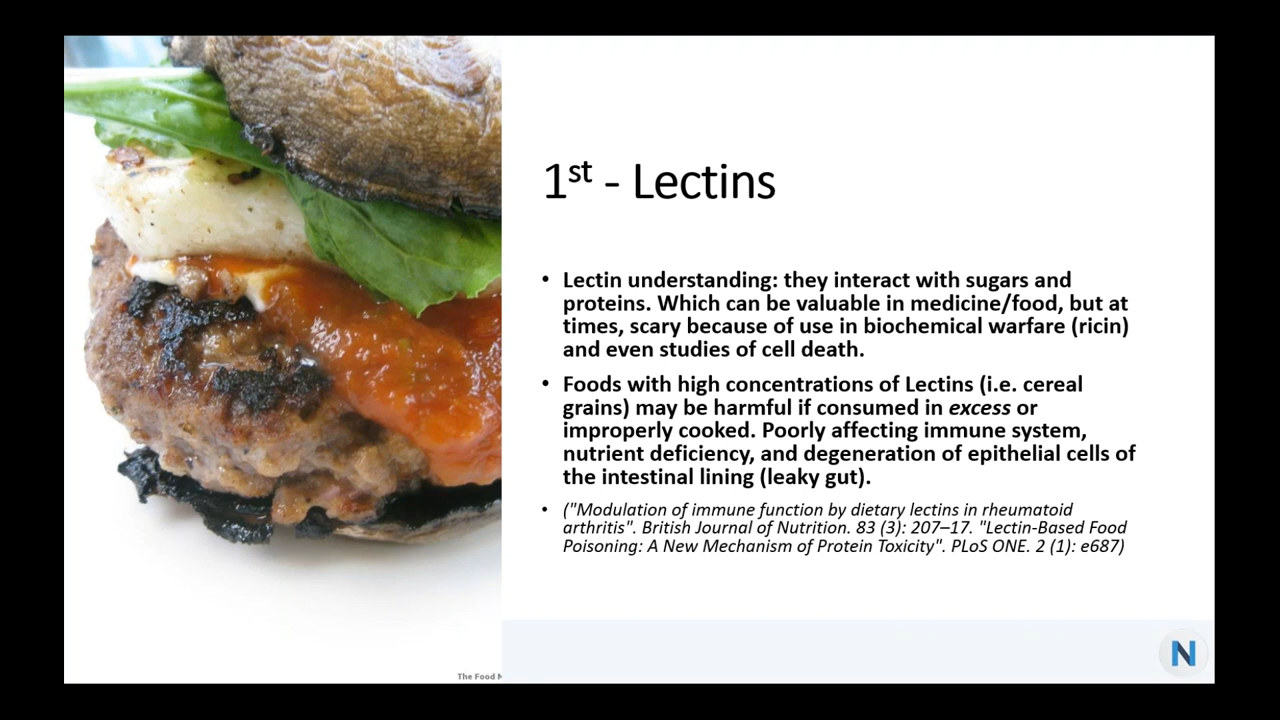 1st - Lectins
• Lectin understanding: they interact with sugars and
proteins. Which can be valuable in medicine/food, but at
times, scary because of use in biochemical warfare (ricin)
and even studies of cell death.
• Foods with high concentrations of Lectins (i.e. cereal
grains) may be harmful if consumed in excess or
improperly cooked. Poorly affecting immune system,
nutrient deficiency, and degeneration of epithelial cells of
the intestinal lining (leaky gut).
• ("Modulation of immune function by dietary lectins in rheumatoid
arthritis". British Journal of Nutrition. 83 (3): 207–17. "Lectin-Based Food
Poisoning: A New Mechanism of Protein Toxicity". PLoS ONE. 2 (1): e687)
The Food
N